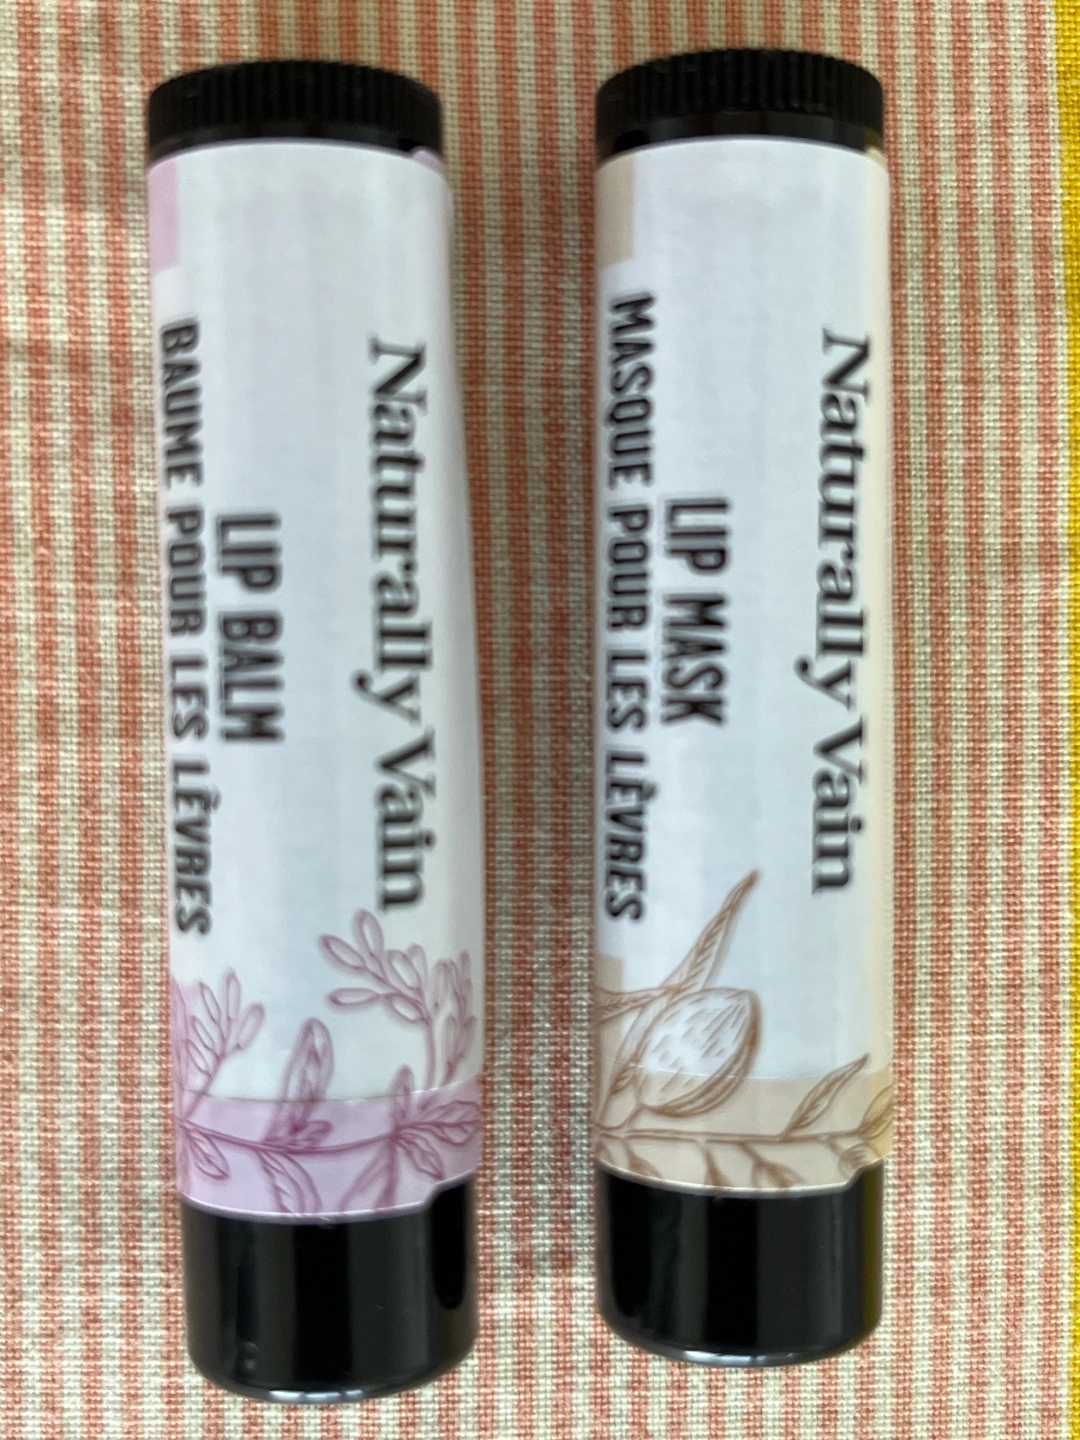 Naturally Vain
LIP BALM
BAUME POUR LES LÈVRES
Naturally Vain
LIP MASK
MASQUE POUR LES LÈVRES